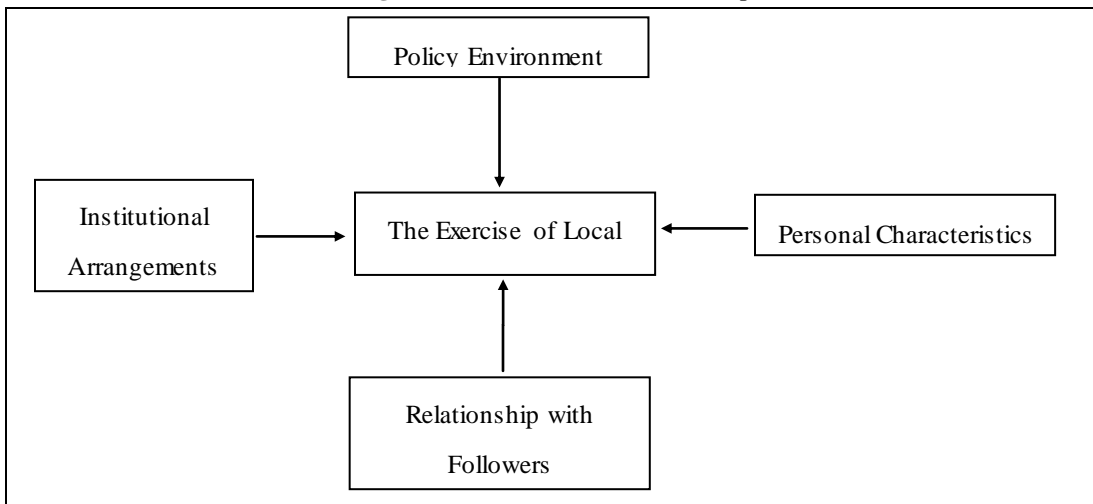 Policy Environment
Institutional
Arrangements
The Exercise of Local
Personal Characteristics
Relationship with
Followers